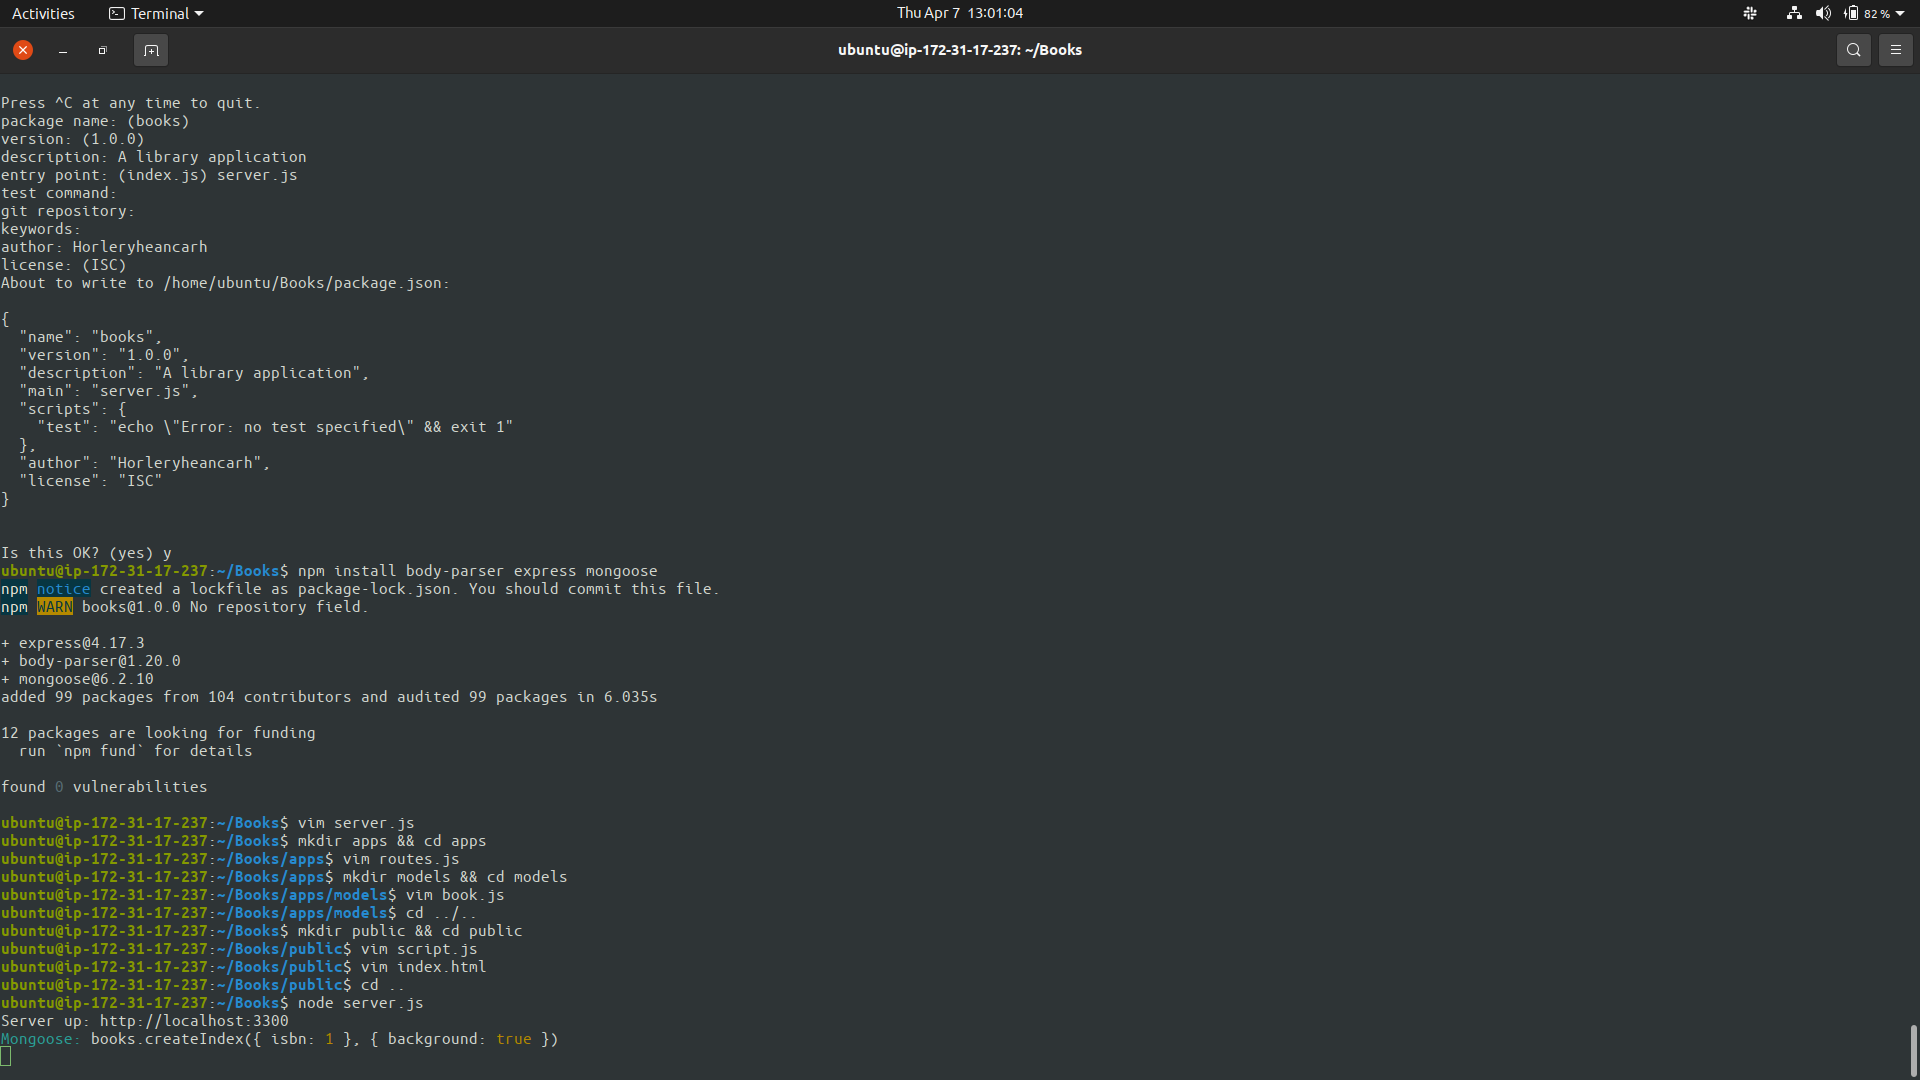 Activities
Terminal
Thu Apr 7 13:01:04
82 %
ubuntu@ip-172-31-17-237: ~/Books
Press ^C at any time to quit.
package name: (books)
version: (1.0.0)
description: A library application
entry point: (index.js) server.js
test command:
git repository:
keywords:
author: Horleryheancarh
license: (ISC)
About to write to /home/ubuntu/Books/package.json:
{
  "name": "books",
  "version": "1.0.0",
  "description": "A library application",
  "main": "server.js",
  "scripts": {
    "test": "echo \"Error: no test specified\" && exit 1"
  },
  "author": "Horleryheancarh",
  "license": "ISC"
}
Is this OK? (yes) y
ubuntu@ip-172-31-17-237:~/Books$ npm install body-parser express mongoose
npm notice created a lockfile as package-lock.json. You should commit this file.
npm WARN books@1.0.0 No repository field.
+ express@4.17.3
+ body-parser@1.20.0
+ mongoose@6.2.10
added 99 packages from 104 contributors and audited 99 packages in 6.035s
12 packages are looking for funding
  run `npm fund` for details
found 0 vulnerabilities
ubuntu@ip-172-31-17-237:~/Books$ vim server.js
ubuntu@ip-172-31-17-237:~/Books$ mkdir apps && cd apps
ubuntu@ip-172-31-17-237:~/Books/apps$ vim routes.js
ubuntu@ip-172-31-17-237:~/Books/apps$ mkdir models && cd models
ubuntu@ip-172-31-17-237:~/Books/apps/models$ vim book.js
ubuntu@ip-172-31-17-237:~/Books/apps/models$ cd ../..
ubuntu@ip-172-31-17-237:~/Books$ mkdir public && cd public
ubuntu@ip-172-31-17-237:~/Books/public$ vim script.js
ubuntu@ip-172-31-17-237:~/Books/public$ vim index.html
ubuntu@ip-172-31-17-237:~/Books/public$ cd ..
ubuntu@ip-172-31-17-237:~/Books$ node server.js
Server up: http://localhost:3300
Mongoose: books.createIndex({ isbn: 1 }, { background: true })